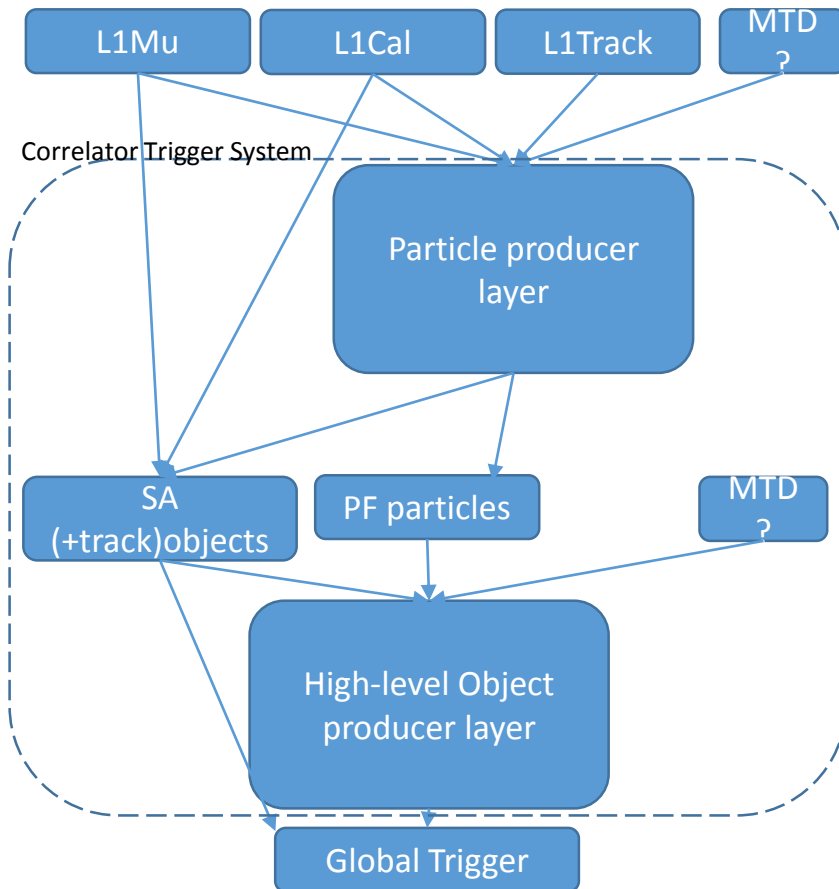 L1Mu
L1Cal
L1Track
MTD
?
Correlator Trigger System
Particle producer
layer
SA
(+track)objects
PF particles
MTD
?
High-level Object
producer layer
Global Trigger